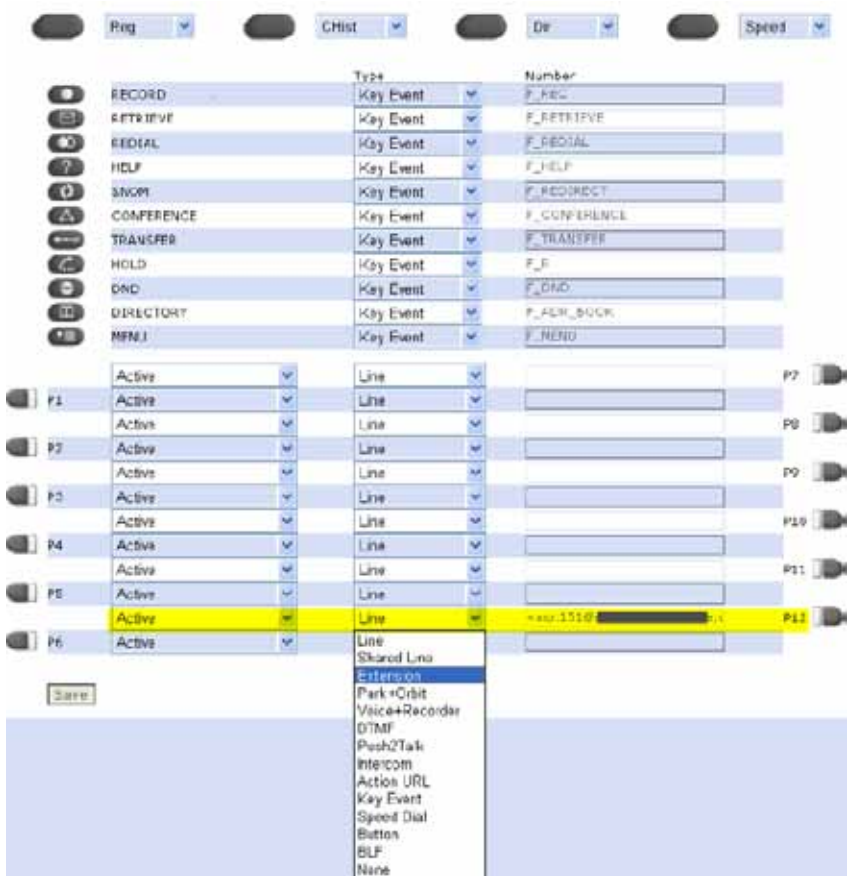 Reg CHist Dir Speed
Type Number
RECORD Key Event F_REC
RETRIEVE Key Event F_RETRIEVE
REDIAL Key Event F_REDIAL
HELP Key Event F_HELP
SNOM Key Event F_REDIRECT
CONFERENCE Key Event F_CONFERENCE
TRANSFER Key Event F_TRANSFER
HOLD Key Event F_R
DND Key Event F_DND
DIRECTORY Key Event F_ADR_BOOK
MENU Key Event F_MENU
Active Line P7
P1 Active Line
Active Line P8
P2 Active Line
Active Line P9
P3 Active Line
Active Line P10
P4 Active Line
Active Line P11
P5 Active Line
Active Line P12
P6 Active
Line
Shared Line
Extension
Park+Orbit
Voice+Recorder
DTMF
Push2Talk
Intercom
Action URL
Key Event
Speed Dial
Button
BLF
None
Save